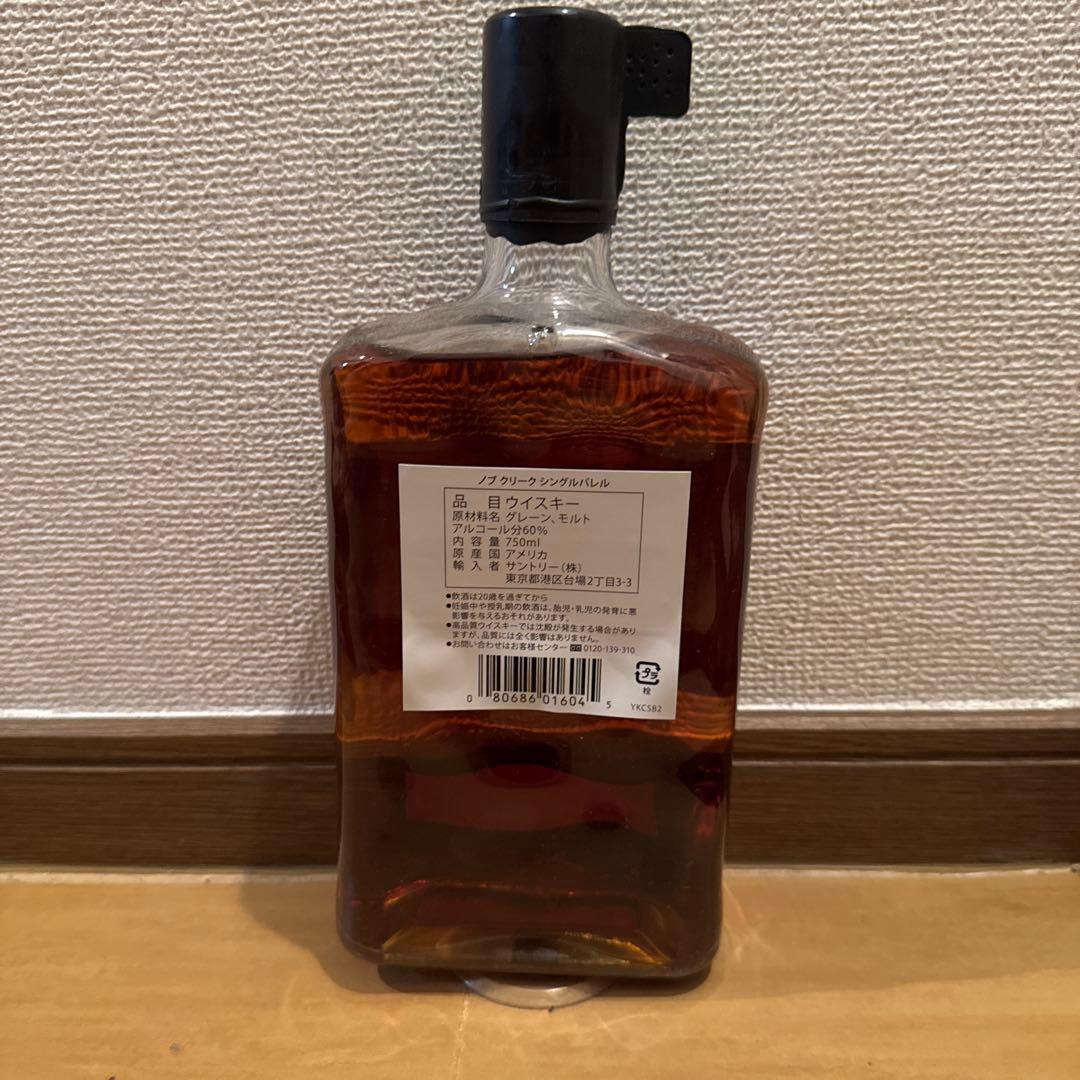 ノブ クリーク シングルバレル
品 目 ウイスキー
原材料名 グレーン、モルト
アルコール分60%
内 容 量 750ml
原 産 国 アメリカ
輸 入 者 サントリー(株)
東京都港区台場2丁目3-3
●飲酒は20歳を過ぎてから
●妊娠中や授乳期の飲酒は、胎児・乳児の発育に悪
影響を与えるおそれがあります。
●高品質ウイスキーでは沈殿が発生する場合があり
ますが、品質には全く影響はありません。
●お問い合わせはお客様センター 0120-139-310
プラ
栓
0 80686 01604 5
YKCSB2